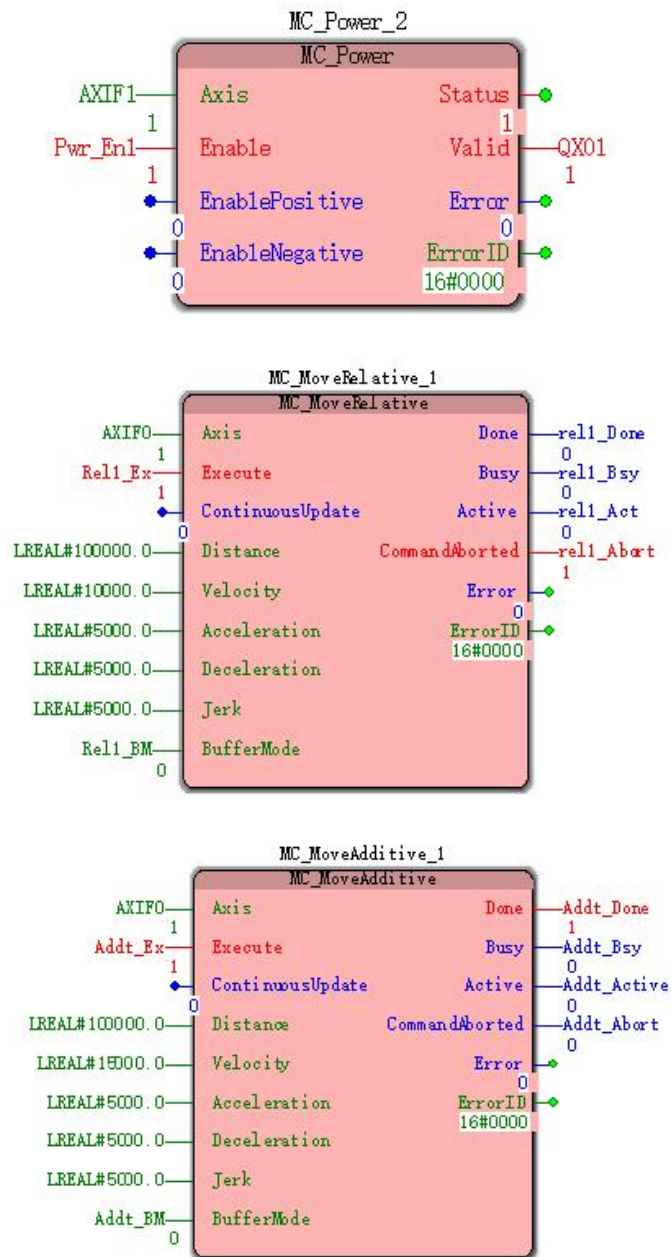 MC_Power_2
MC_Power
AXIF1 Axis Status
1 1
Pwr_En1 Enable Valid QX01
1 1
EnablePositive Error
0 0
EnableNegative ErrorID
0 16#0000
MC_MoveRelative_1
MC_MoveRelative
AXIF0 Axis Done rel1_Done
1 0
Rel1_Ex Execute Busy rel1_Bsy
1 0
ContinuousUpdate Active rel1_Act
0 0
LREAL#100000.0 Distance CommandAborted rel1_Abort
1
LREAL#10000.0 Velocity Error
0
LREAL#5000.0 Acceleration ErrorID
16#0000
LREAL#5000.0 Deceleration
LREAL#5000.0 Jerk
Rel1_BM BufferMode
0
MC_MoveAdditive_1
MC_MoveAdditive
AXIF0 Axis Done Addt_Done
1 1
Addt_Ex Execute Busy Addt_Bsy
1 0
ContinuousUpdate Active Addt_Active
0 0
LREAL#100000.0 Distance CommandAborted Addt_Abort
0
LREAL#15000.0 Velocity Error
0
LREAL#5000.0 Acceleration ErrorID
16#0000
LREAL#5000.0 Deceleration
LREAL#5000.0 Jerk
Addt_BM BufferMode
0